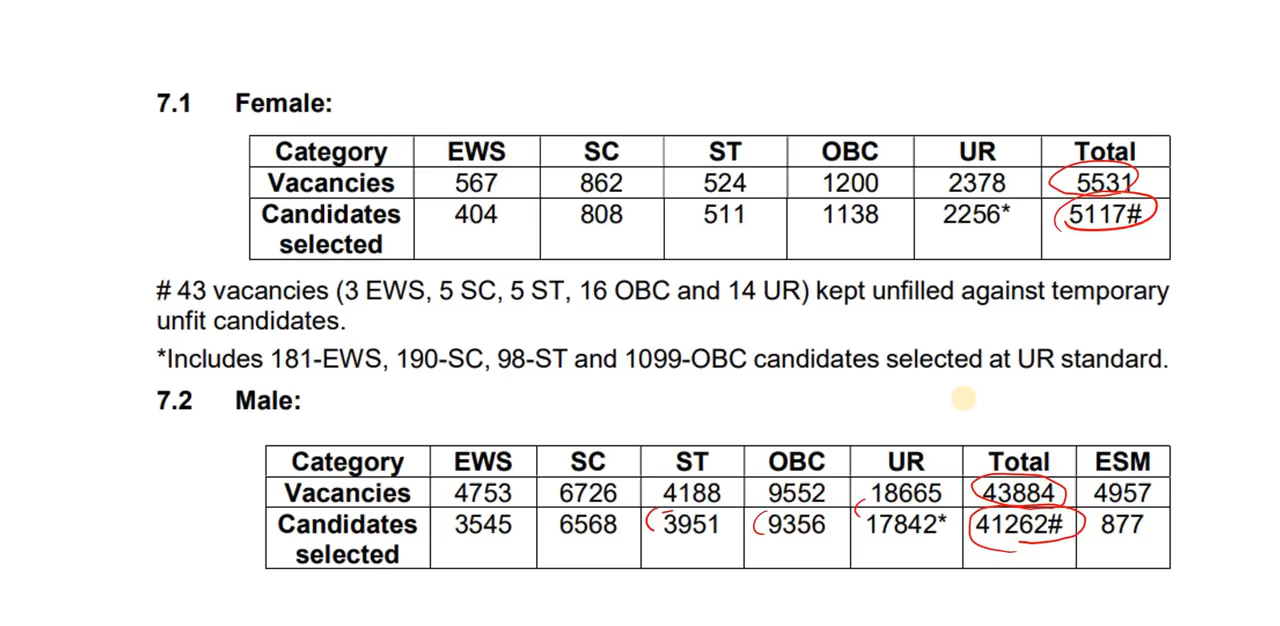 7.1 Female:
Category EWS SC ST OBC UR Total
Vacancies 567 862 524 1200 2378 5531
Candidates selected 404 808 511 1138 2256* 5117#
# 43 vacancies (3 EWS, 5 SC, 5 ST, 16 OBC and 14 UR) kept unfilled against temporary
unfit candidates.
*Includes 181-EWS, 190-SC, 98-ST and 1099-OBC candidates selected at UR standard.
7.2 Male:
Category EWS SC ST OBC UR Total ESM
Vacancies 4753 6726 4188 9552 18665 43884 4957
Candidates selected 3545 6568 3951 9356 17842* 41262# 877